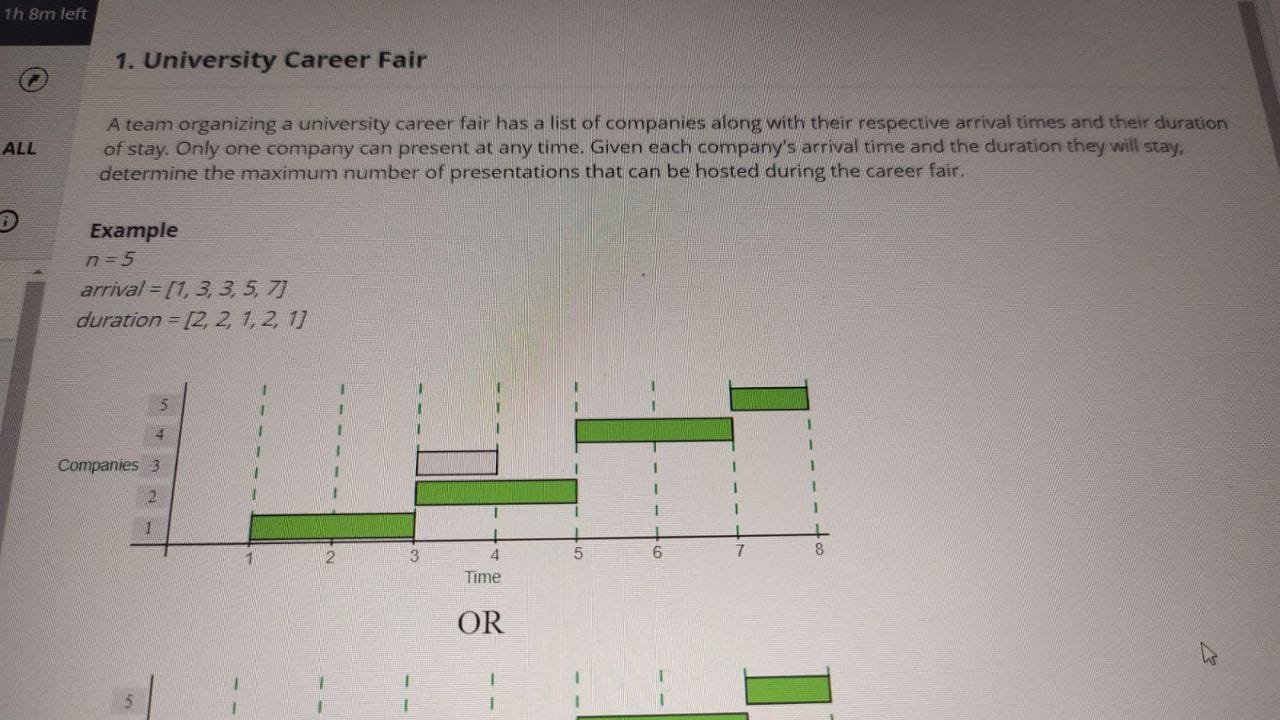 1h 8m left
1. University Career Fair
A team organizing a university career fair has a list of companies along with their respective arrival times and their duration
ALL
of stay. Only one company can present at any time. Given each company's arrival time and the duration they will stay,
determine the maximum number of presentations that can be hosted during the career fair.
Example
n = 5
arrival = [1, 3, 3, 5, 7]
duration = [2, 2, 1, 2, 1]
5
4
Companies 3
2
1
1 2 3 4 5 6 7 8
Time
OR
5